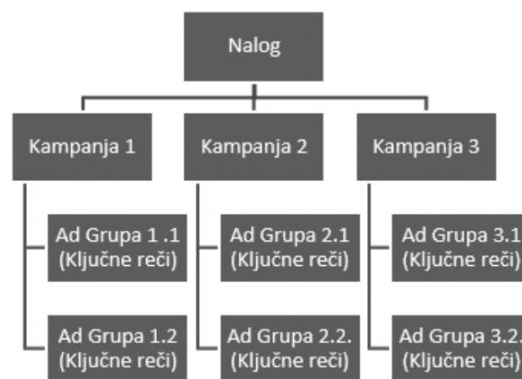 Nalog
Kampanja 1
Kampanja 2
Kampanja 3
Ad Grupa 1 .1
(Ključne reči)
Ad Grupa 2.1
(Ključne reči)
Ad Grupa 3.1
(Ključne reči)
Ad Grupa 1.2
(Ključne reči)
Ad Grupa 2.2.
(Ključne reči)
Ad Grupa 3.2.
(Ključne reči)